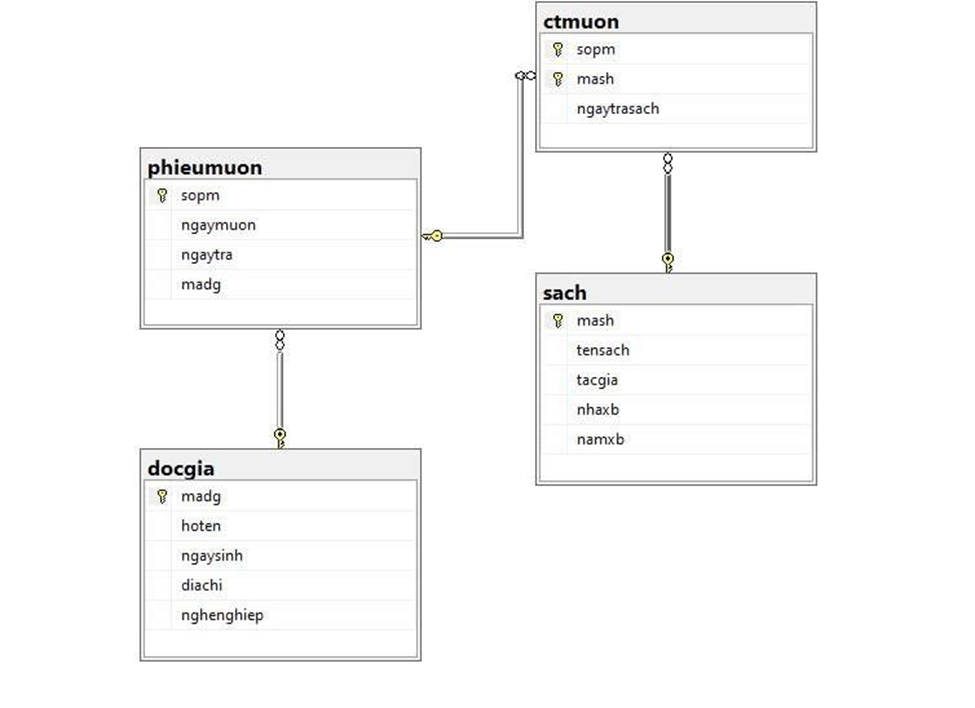 ctmuon
sopm
mash
ngaytrasach
phieumuon
sopm
ngaymuon
ngaytra
madg
sach
mash
tensach
tacgia
nhaxb
namxb
docgia
madg
hoten
ngaysinh
diachi
nghenghiep